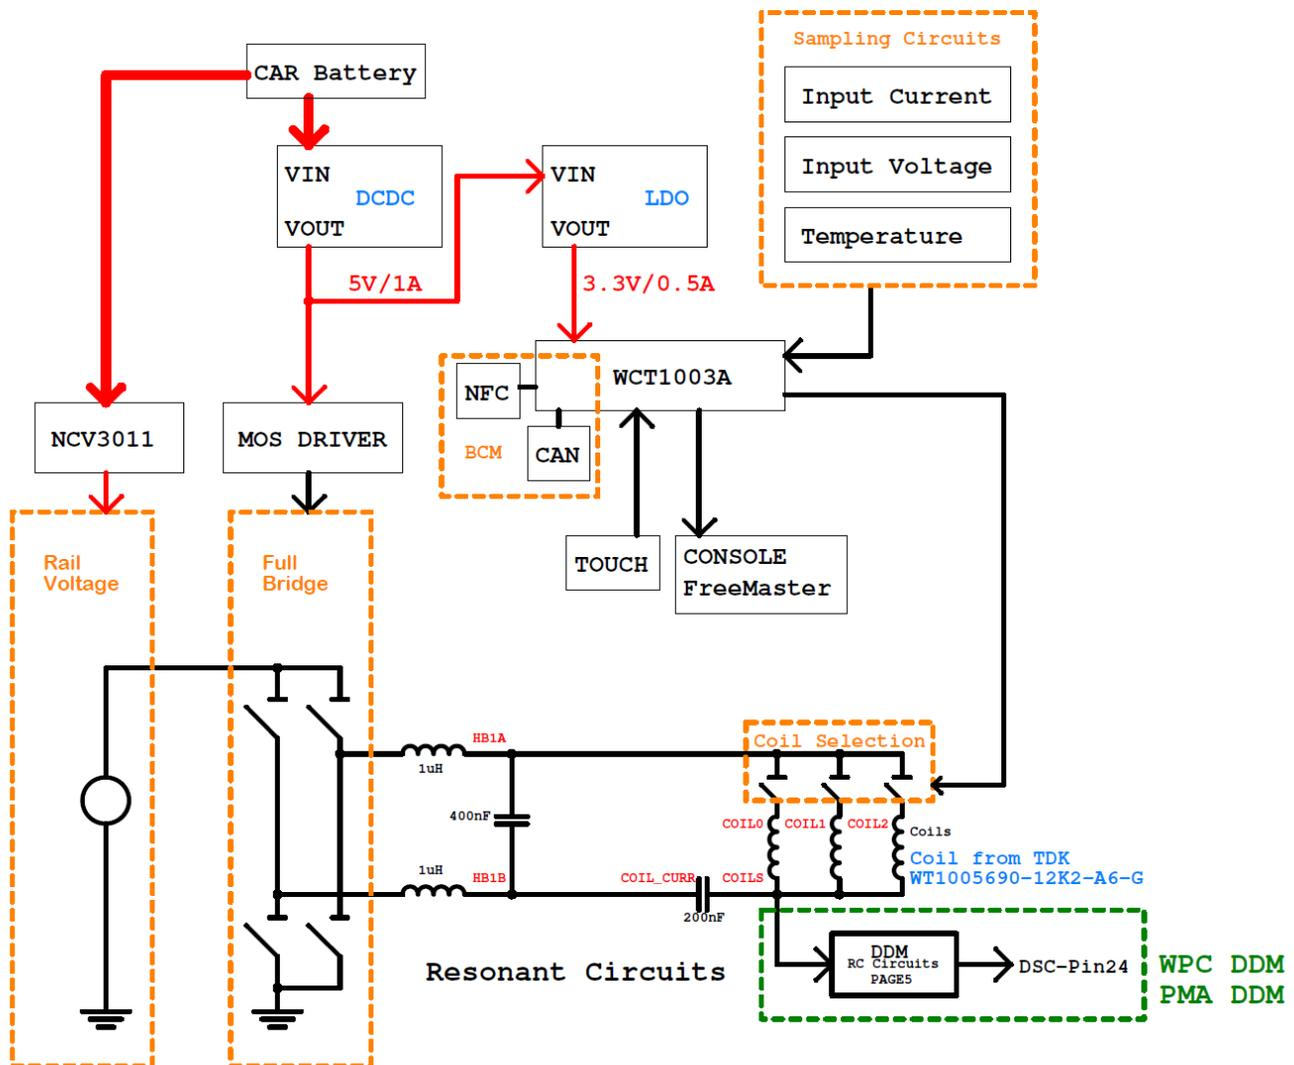 Sampling Circuits
CAR Battery
Input Current
Input Voltage
Temperature
VIN
DCDC
VOUT
VIN
LDO
VOUT
5V/1A
3.3V/0.5A
WCT1003A
NFC
BCM
CAN
NCV3011
MOS DRIVER
TOUCH
CONSOLE
FreeMaster
Rail
Voltage
Full
Bridge
HB1A
1uH
400nF
1uH
HB1B
Coil Selection
COIL0
COIL1
COIL2
Coils
Coil from TDK
WT1005690-12K2-A6-G
COIL_CURR
COILS
200nF
Resonant Circuits
DDM
RC Circuits
PAGE5
DSC-Pin24
WPC DDM
PMA DDM